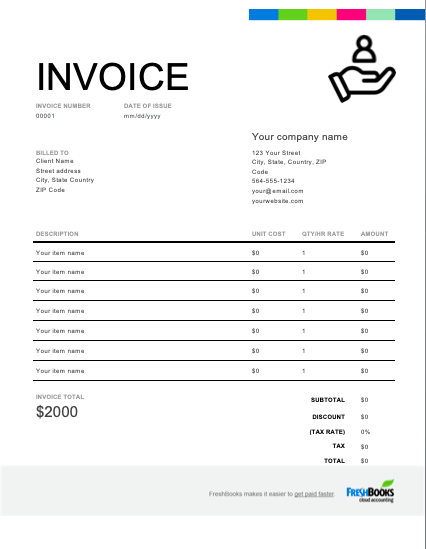 INVOICE
INVOICE NUMBER DATE OF ISSUE
00001 mm/dd/yyyy
Your company name
BILLED TO
Client Name
Street address
City, State Country
ZIP Code
123 Your Street
City, State, Country, ZIP
Code
564-555-1234
your@email.com
yourwebsite.com
DESCRIPTION UNIT COST QTY/HR RATE AMOUNT
Your item name $0 1 $0
Your item name $0 1 $0
Your item name $0 1 $0
Your item name $0 1 $0
Your item name $0 1 $0
Your item name $0 1 $0
Your item name $0 1 $0
INVOICE TOTAL
$2000
SUBTOTAL $0
DISCOUNT $0
(TAX RATE) 0%
TAX $0
TOTAL $0
FreshBooks makes it easier to get paid faster.
FRESHBOOKS
cloud accounting